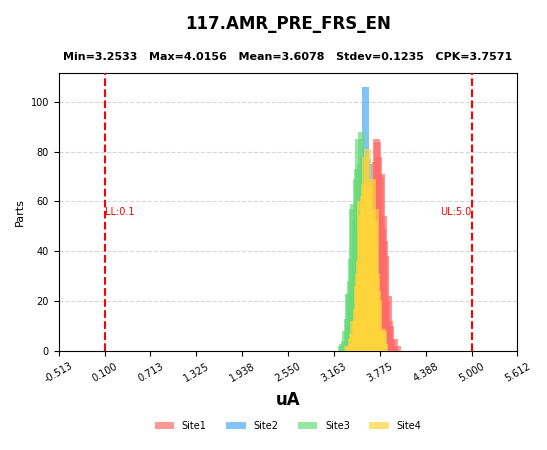 117.AMR_PRE_FRS_EN
Min=3.2533 Max=4.0156 Mean=3.6078 Stdev=0.1235 CPK=3.7571
100
80
60
40
20
0
Parts
LL:0.1
UL:5.0
-0.513 0.100 0.713 1.325 1.938 2.550 3.163 3.775 4.388 5.000 5.612
uA
Site1 Site2 Site3 Site4